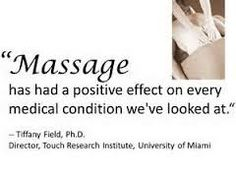 “Massage
has had a positive effect on every
medical condition we've looked at.“
-- Tiffany Field, Ph.D.
Director, Touch Research Institute, University of Miami